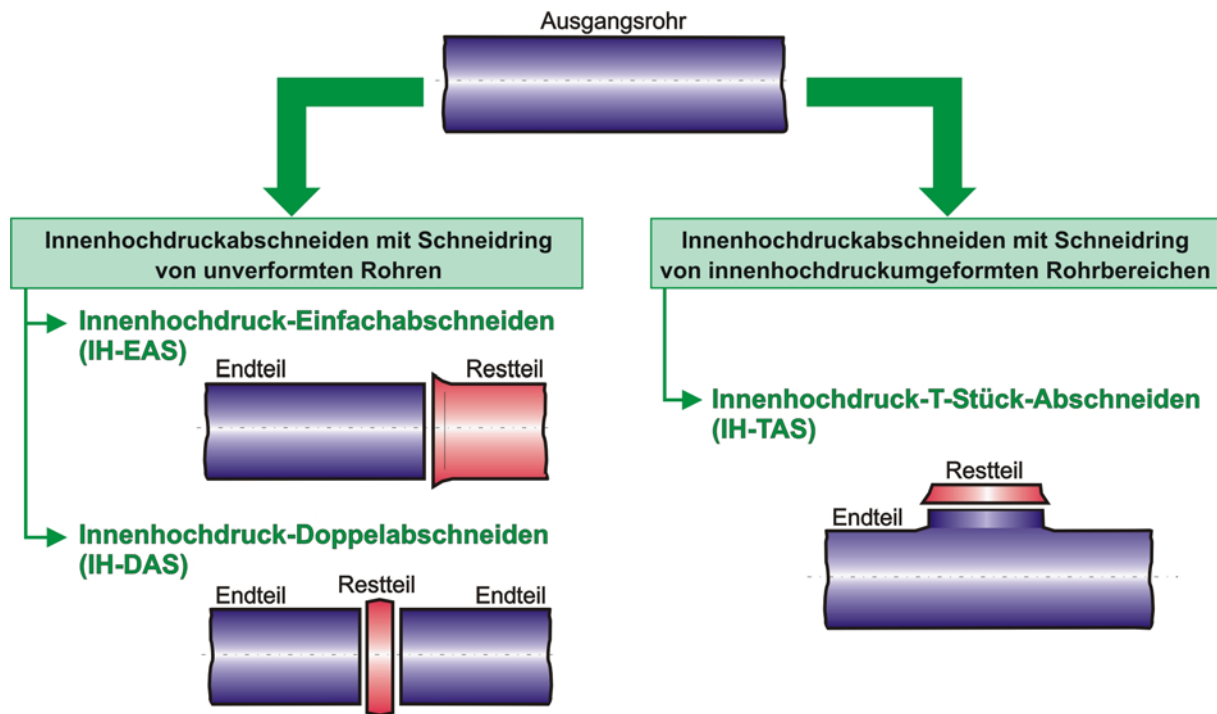 Ausgangsrohr
Innenhochdruckabschneiden mit Schneidring
von unverformten Rohren
Innenhochdruck-Einfachabschneiden
(IH-EAS)
Endteil
Restteil
Innenhochdruck-Doppelabschneiden
(IH-DAS)
Endteil
Restteil
Endteil
Innenhochdruckabschneiden mit Schneidring
von innenhochdruckumgeformten Rohrbereichen
Innenhochdruck-T-Stück-Abschneiden
(IH-TAS)
Restteil
Endteil